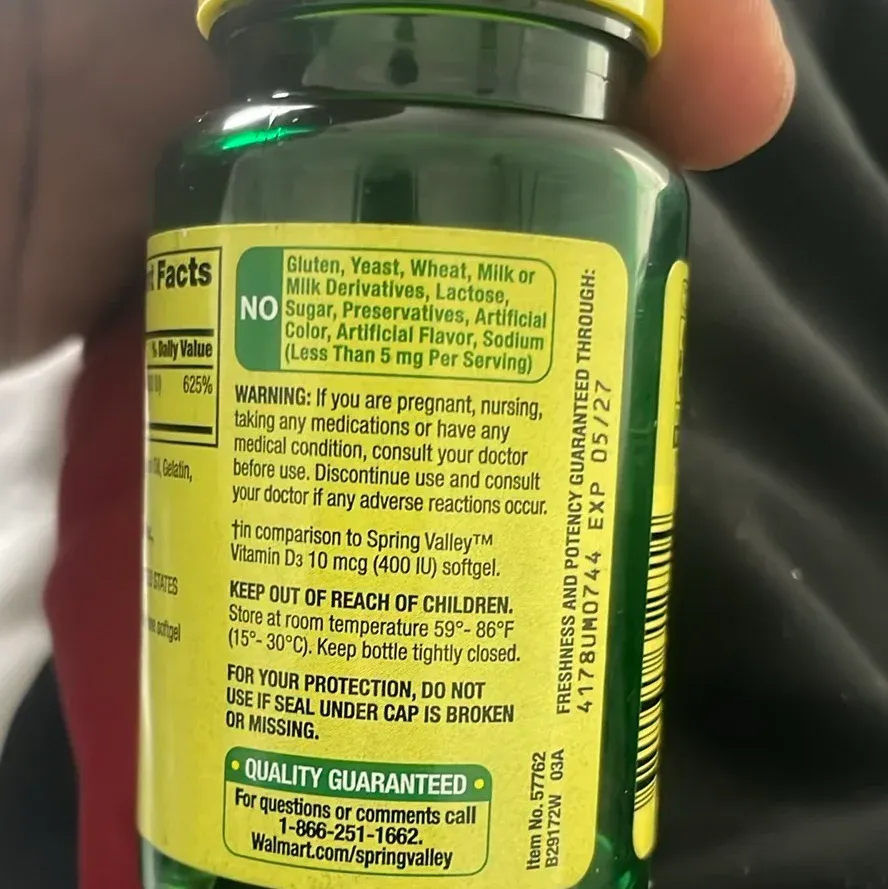 Facts
% Daily Value
625%
Oil, Gelatin,
STATES
softgel
NO
Gluten, Yeast, Wheat, Milk or
Milk Derivatives, Lactose,
Sugar, Preservatives, Artificial
Color, Artificial Flavor, Sodium
(Less Than 5 mg Per Serving)
WARNING: If you are pregnant, nursing,
taking any medications or have any
medical condition, consult your doctor
before use. Discontinue use and consult
your doctor if any adverse reactions occur.
†in comparison to Spring Valley™
Vitamin D3 10 mcg (400 IU) softgel.
KEEP OUT OF REACH OF CHILDREN.
Store at room temperature 59°- 86°F
(15°- 30°C). Keep bottle tightly closed.
FOR YOUR PROTECTION, DO NOT
USE IF SEAL UNDER CAP IS BROKEN
OR MISSING.
• QUALITY GUARANTEED •
For questions or comments call
1-866-251-1662.
Walmart.com/springvalley
FRESHNESS AND POTENCY GUARANTEED THROUGH:
4178UM0744 EXP 05/27
Item No. 57762
B29172W 03A